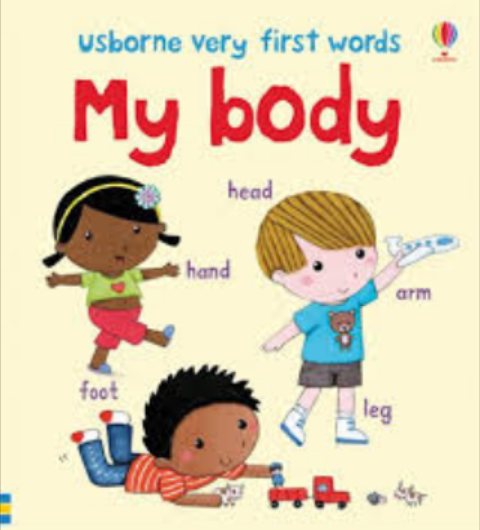 usborne very first words
My body
head
hand
arm
foot
leg